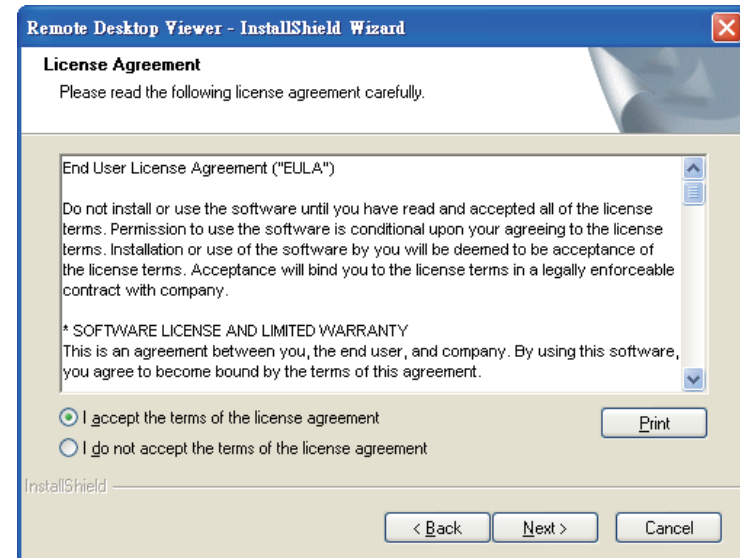 Remote Desktop Viewer - InstallShield Wizard
License Agreement
Please read the following license agreement carefully.
End User License Agreement ("EULA")
Do not install or use the software until you have read and accepted all of the license
terms. Permission to use the software is conditional upon your agreeing to the license
terms. Installation or use of the software by you will be deemed to be acceptance of
the license terms. Acceptance will bind you to the license terms in a legally enforceable
contract with company.
* SOFTWARE LICENSE AND LIMITED WARRANTY
This is an agreement between you, the end user, and company. By using this software,
you agree to become bound by the terms of this agreement.
I accept the terms of the license agreement
Print
I do not accept the terms of the license agreement
InstallShield
< Back
Next >
Cancel